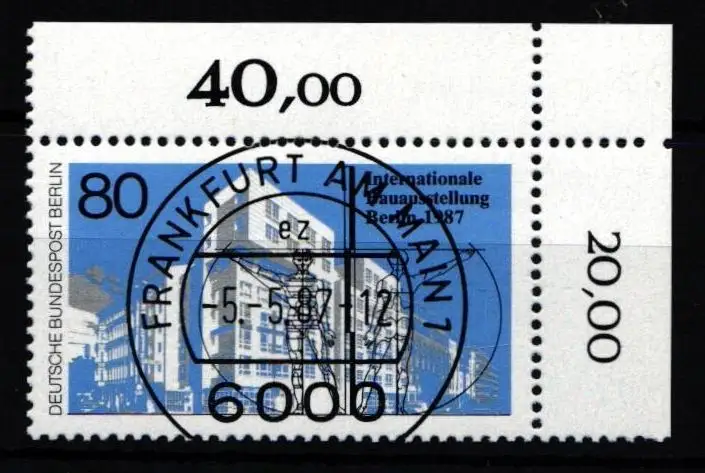 40,00
80
Internationale
Bauausstellung
Berlin 1987
DEUTSCHE BUNDESPOST BERLIN
FRANKFURT AM MAIN 1
ez
-5.-5.87-12
6000
20,00